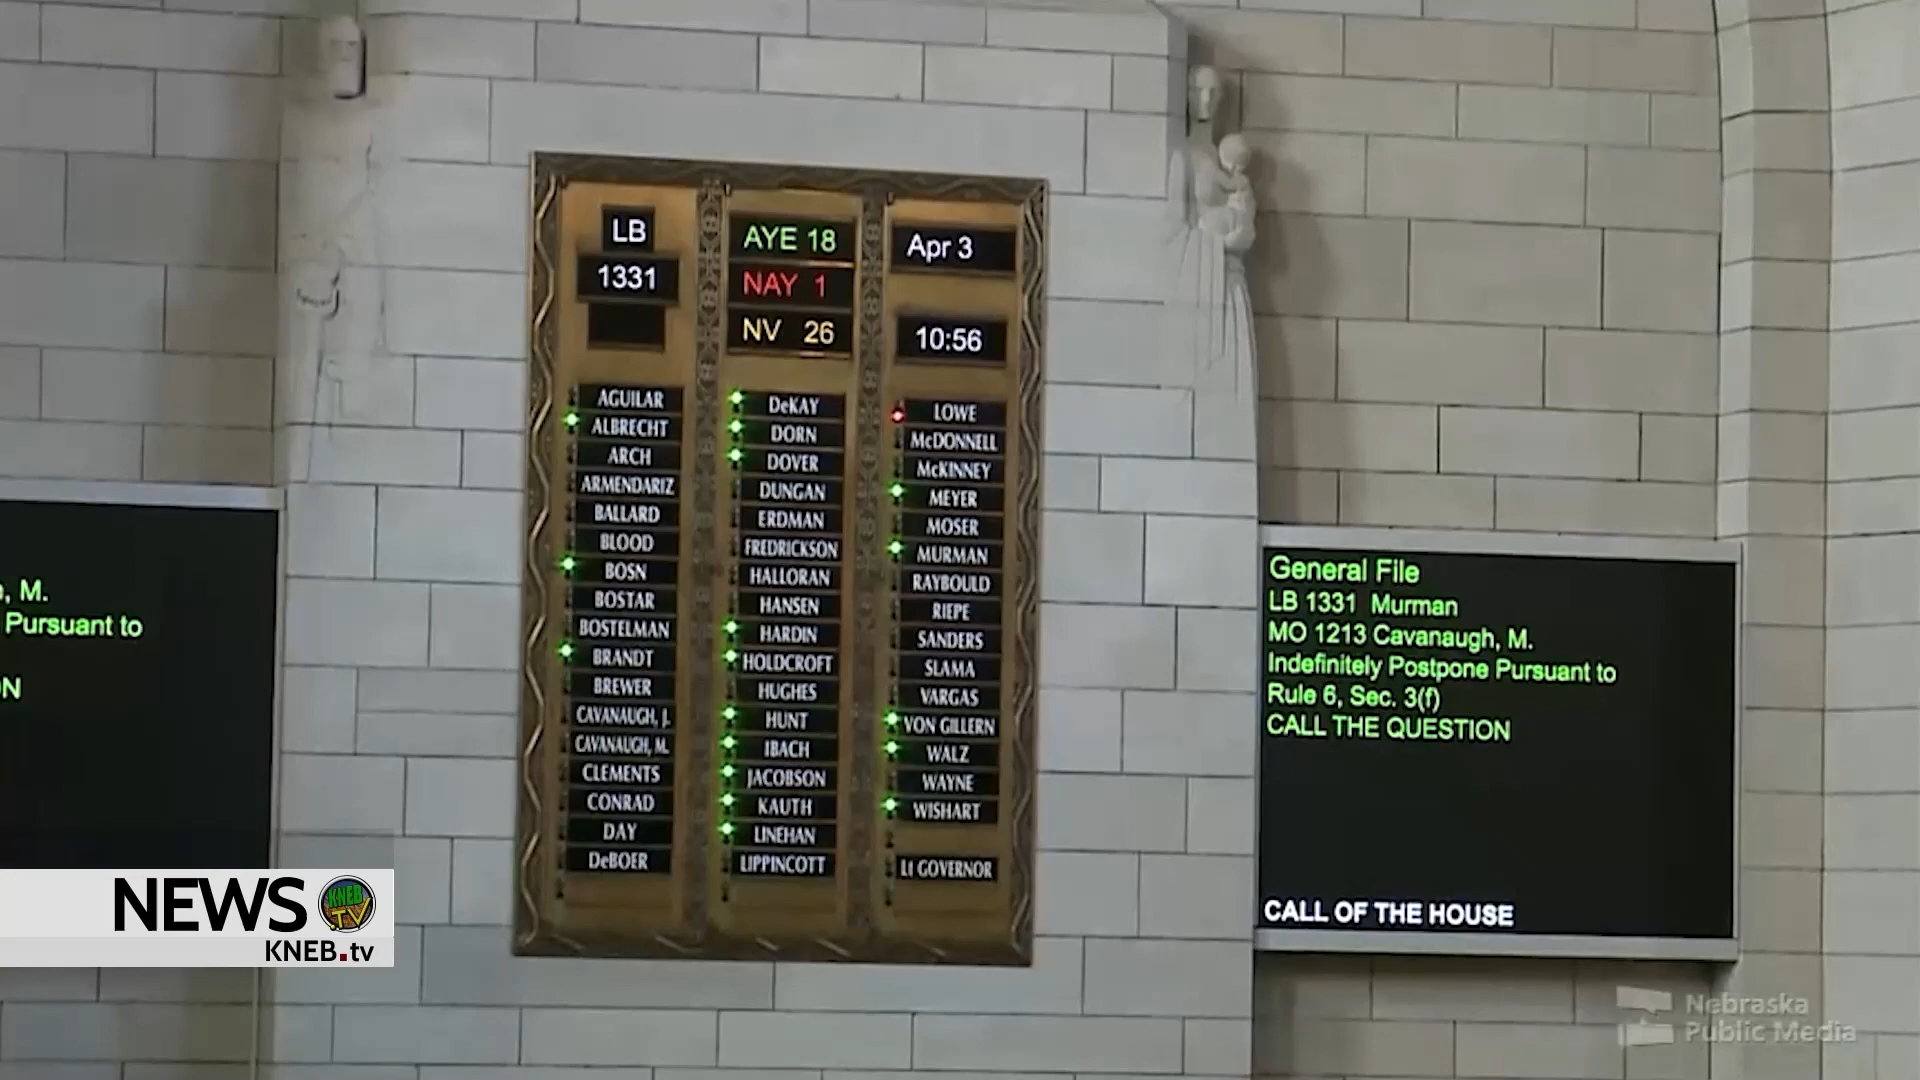 LB
1331
AYE 18
NAY 1
NV 26
Apr 3
10:56
AGUILAR
ALBRECHT
ARCH
ARMENDARIZ
BALLARD
BLOOD
BOSN
BOSTAR
BOSTELMAN
BRANDT
BREWER
CAVANAUGH, J.
CAVANAUGH, M.
CLEMENTS
CONRAD
DAY
DeBOER
DeKAY
DORN
DOVER
DUNGAN
ERDMAN
FREDRICKSON
HALLORAN
HANSEN
HARDIN
HOLDCROFT
HUGHES
HUNT
IBACH
JACOBSON
KAUTH
LINEHAN
LIPPINCOTT
LOWE
McDONNELL
McKINNEY
MEYER
MOSER
MURMAN
RAYBOULD
RIEPE
SANDERS
SLAMA
VARGAS
VON GILLERN
WALZ
WAYNE
WISHART
Lt GOVERNOR
, M.
Pursuant to
ON
General File
LB 1331 Murman
MO 1213 Cavanaugh, M.
Indefinitely Postpone Pursuant to
Rule 6, Sec. 3(f)
CALL THE QUESTION
CALL OF THE HOUSE
NEWS
KNEB
.TV
KNEB.tv
Nebraska
Public Media